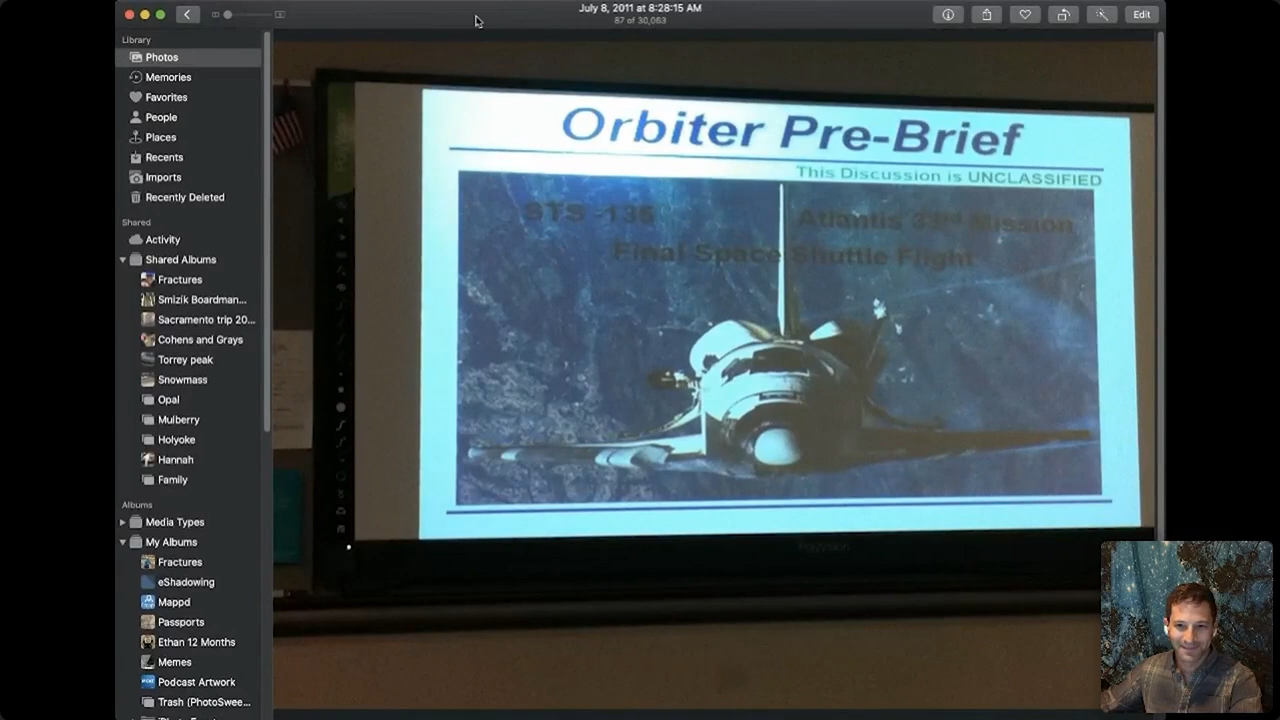 July 8, 2011 at 8:28:15 AM
87 of 30,063
Edit
Library
Photos
Memories
Favorites
People
Places
Recents
Imports
Recently Deleted
Shared
Activity
Shared Albums
Fractures
Smizik Boardman...
Sacramento trip 20...
Cohens and Grays
Torrey peak
Snowmass
Opal
Mulberry
Holyoke
Hannah
Family
Albums
Media Types
My Albums
Fractures
eShadowing
Mappd
Passports
Ethan 12 Months
Memes
Podcast Artwork
Trash (PhotoSwee...
Orbiter Pre-Brief
This Discussion is UNCLASSIFIED
STS -135 Atlantis 33rd Mission
Final Space Shuttle Flight
PolyVision